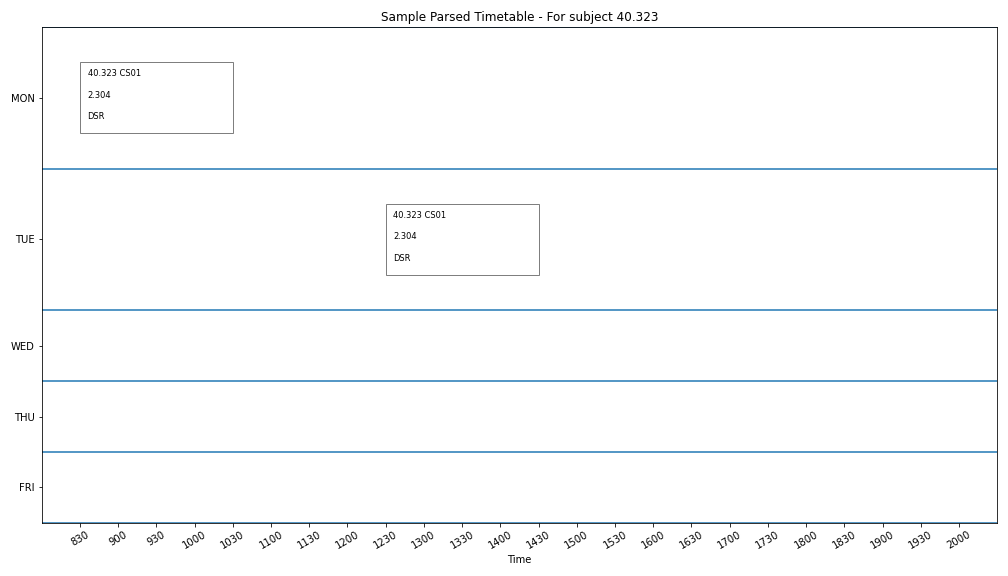 Sample Parsed Timetable - For subject 40.323
MON
40.323 CS01
2.304
DSR
TUE
40.323 CS01
2.304
DSR
WED
THU
FRI
830 900 930 1000 1030 1100 1130 1200 1230 1300 1330 1400 1430 1500 1530 1600 1630 1700 1730 1800 1830 1900 1930 2000
Time